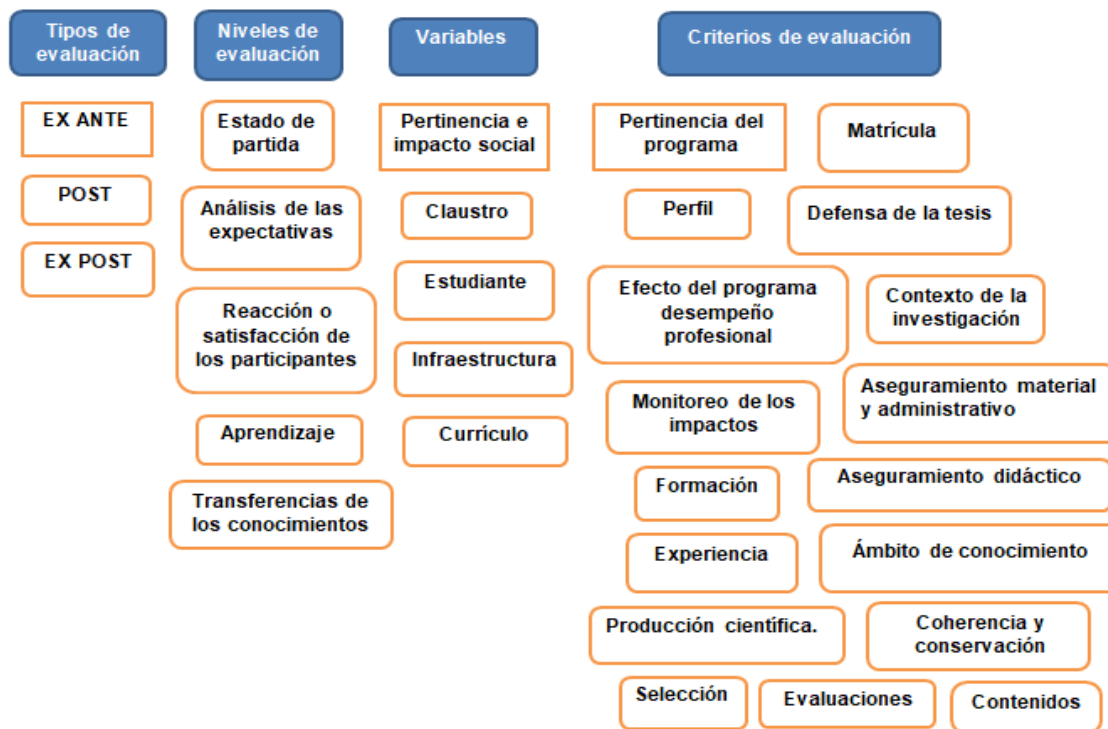 Tipos de
evaluación
Niveles de
evaluación
Variables
Criterios de evaluación
EX ANTE
POST
EX POST
Estado de
partida
Análisis de las
expectativas
Reacción o
satisfacción de
los participantes
Aprendizaje
Transferencias de
los conocimientos
Pertinencia e
impacto social
Claustro
Estudiante
Infraestructura
Currículo
Pertinencia del
programa
Matrícula
Perfil
Defensa de la tesis
Efecto del programa
desempeño
profesional
Contexto de la
investigación
Monitoreo de los
impactos
Aseguramiento material
y administrativo
Formación
Aseguramiento didáctico
Experiencia
Ámbito de conocimiento
Producción científica.
Coherencia y
conservación
Selección
Evaluaciones
Contenidos